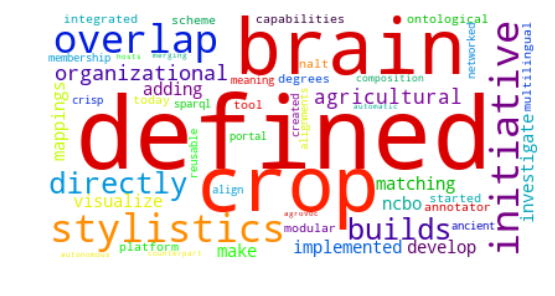 integrated scheme capabilities ontological
overlap brain networked multilingual initiative
membership hosts merging
organizational nalt meaning degrees composition
crisp adding agricultural
mappings today sparql tool created alignments automatic
defined
reusable portal investigate
directly align crop matching
visualize ncbo started
agrovoc annotator
stylistics modular builds ancient
platform make implemented develop
autonomous counterpart